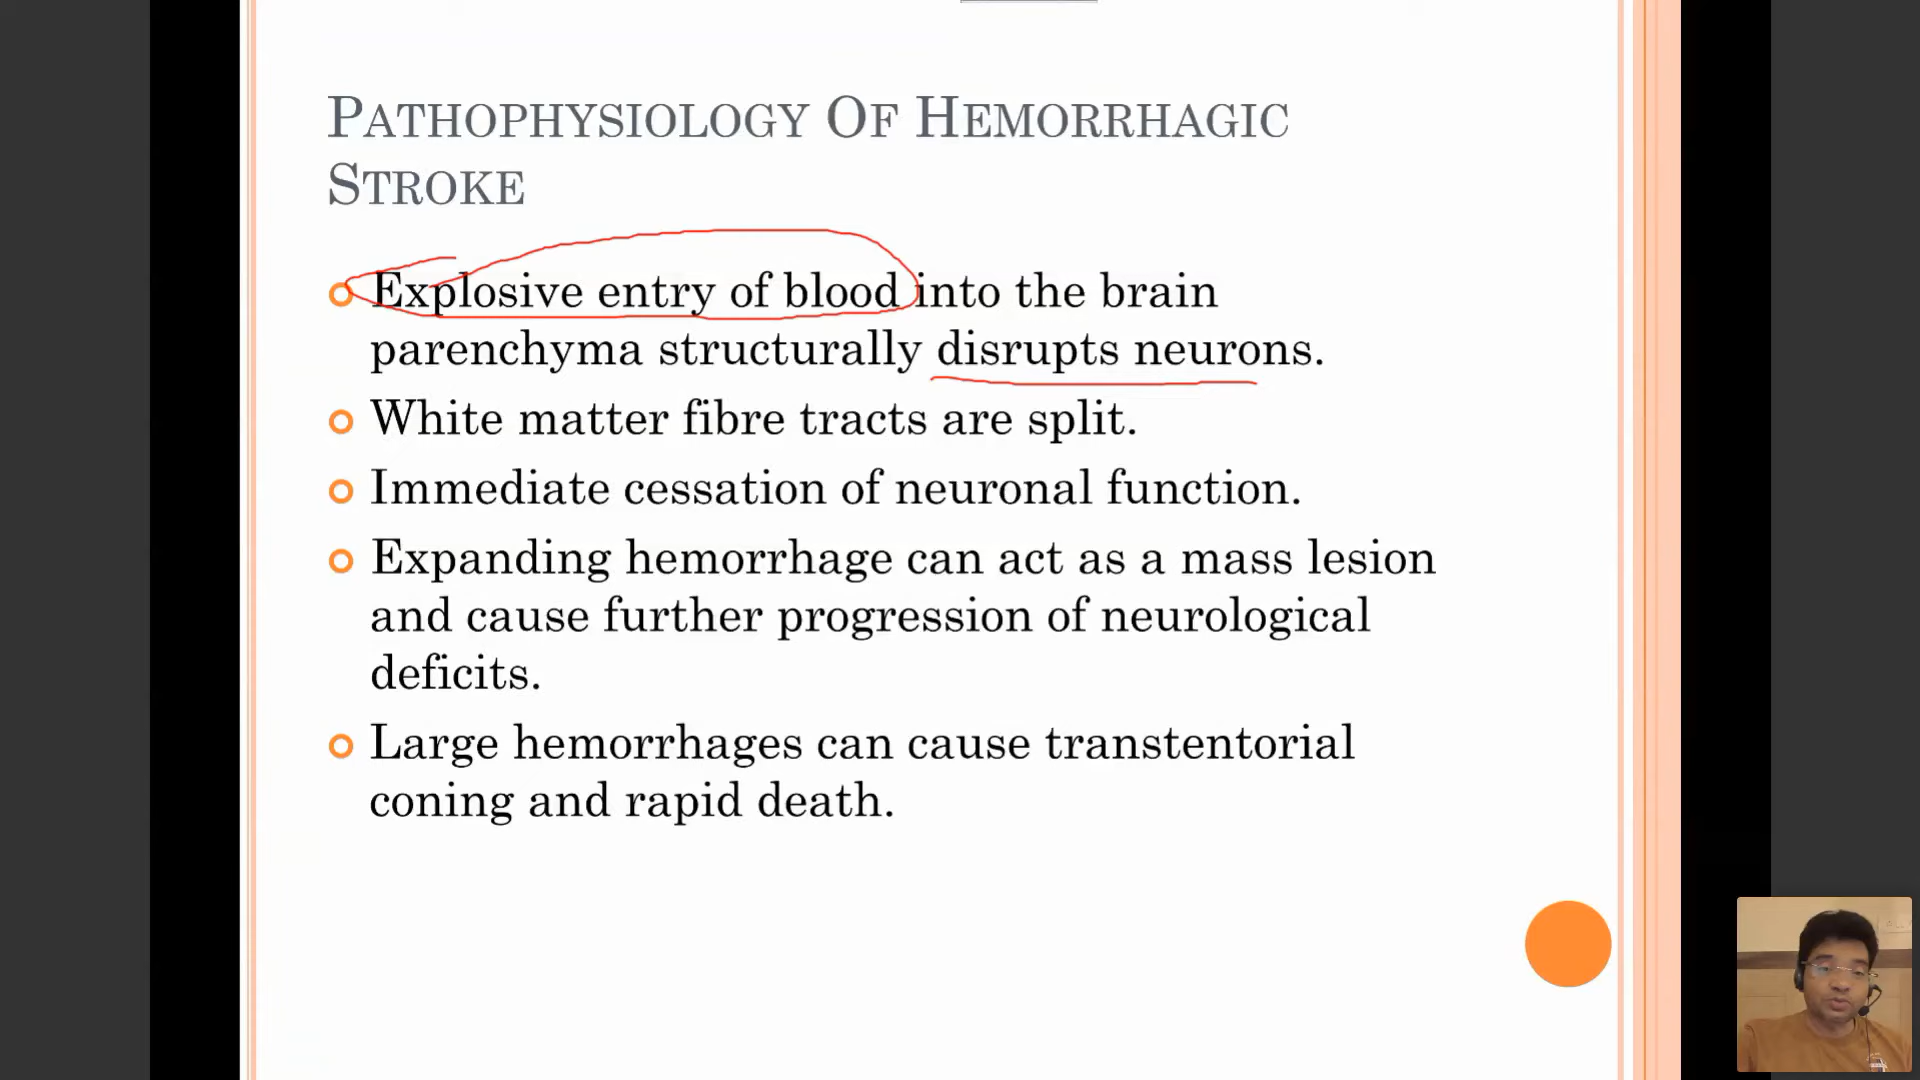 Pathophysiology Of Hemorrhagic
Stroke
Explosive entry of blood into the brain
parenchyma structurally disrupts neurons.
White matter fibre tracts are split.
Immediate cessation of neuronal function.
Expanding hemorrhage can act as a mass lesion
and cause further progression of neurological
deficits.
Large hemorrhages can cause transtentorial
coning and rapid death.